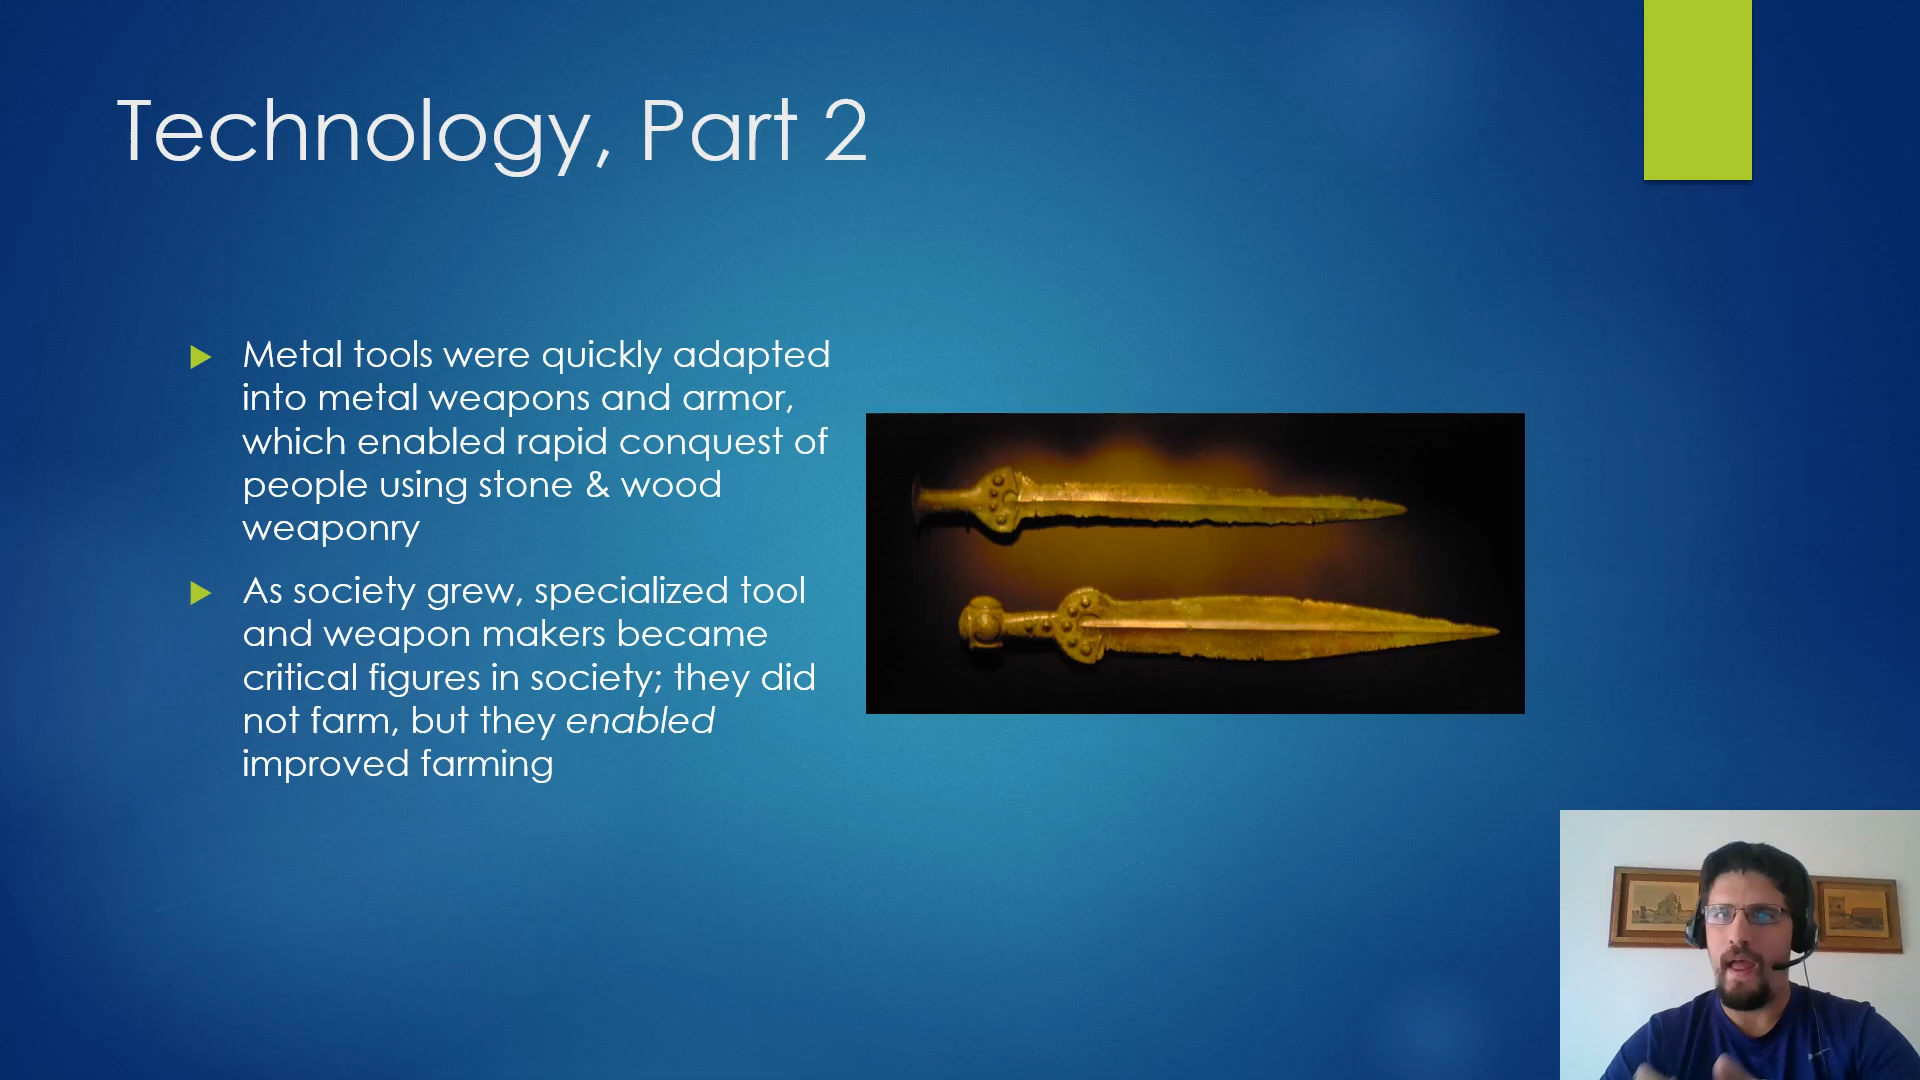 Technology, Part 2
Metal tools were quickly adapted
into metal weapons and armor,
which enabled rapid conquest of
people using stone & wood
weaponry
As society grew, specialized tool
and weapon makers became
critical figures in society; they did
not farm, but they enabled
improved farming